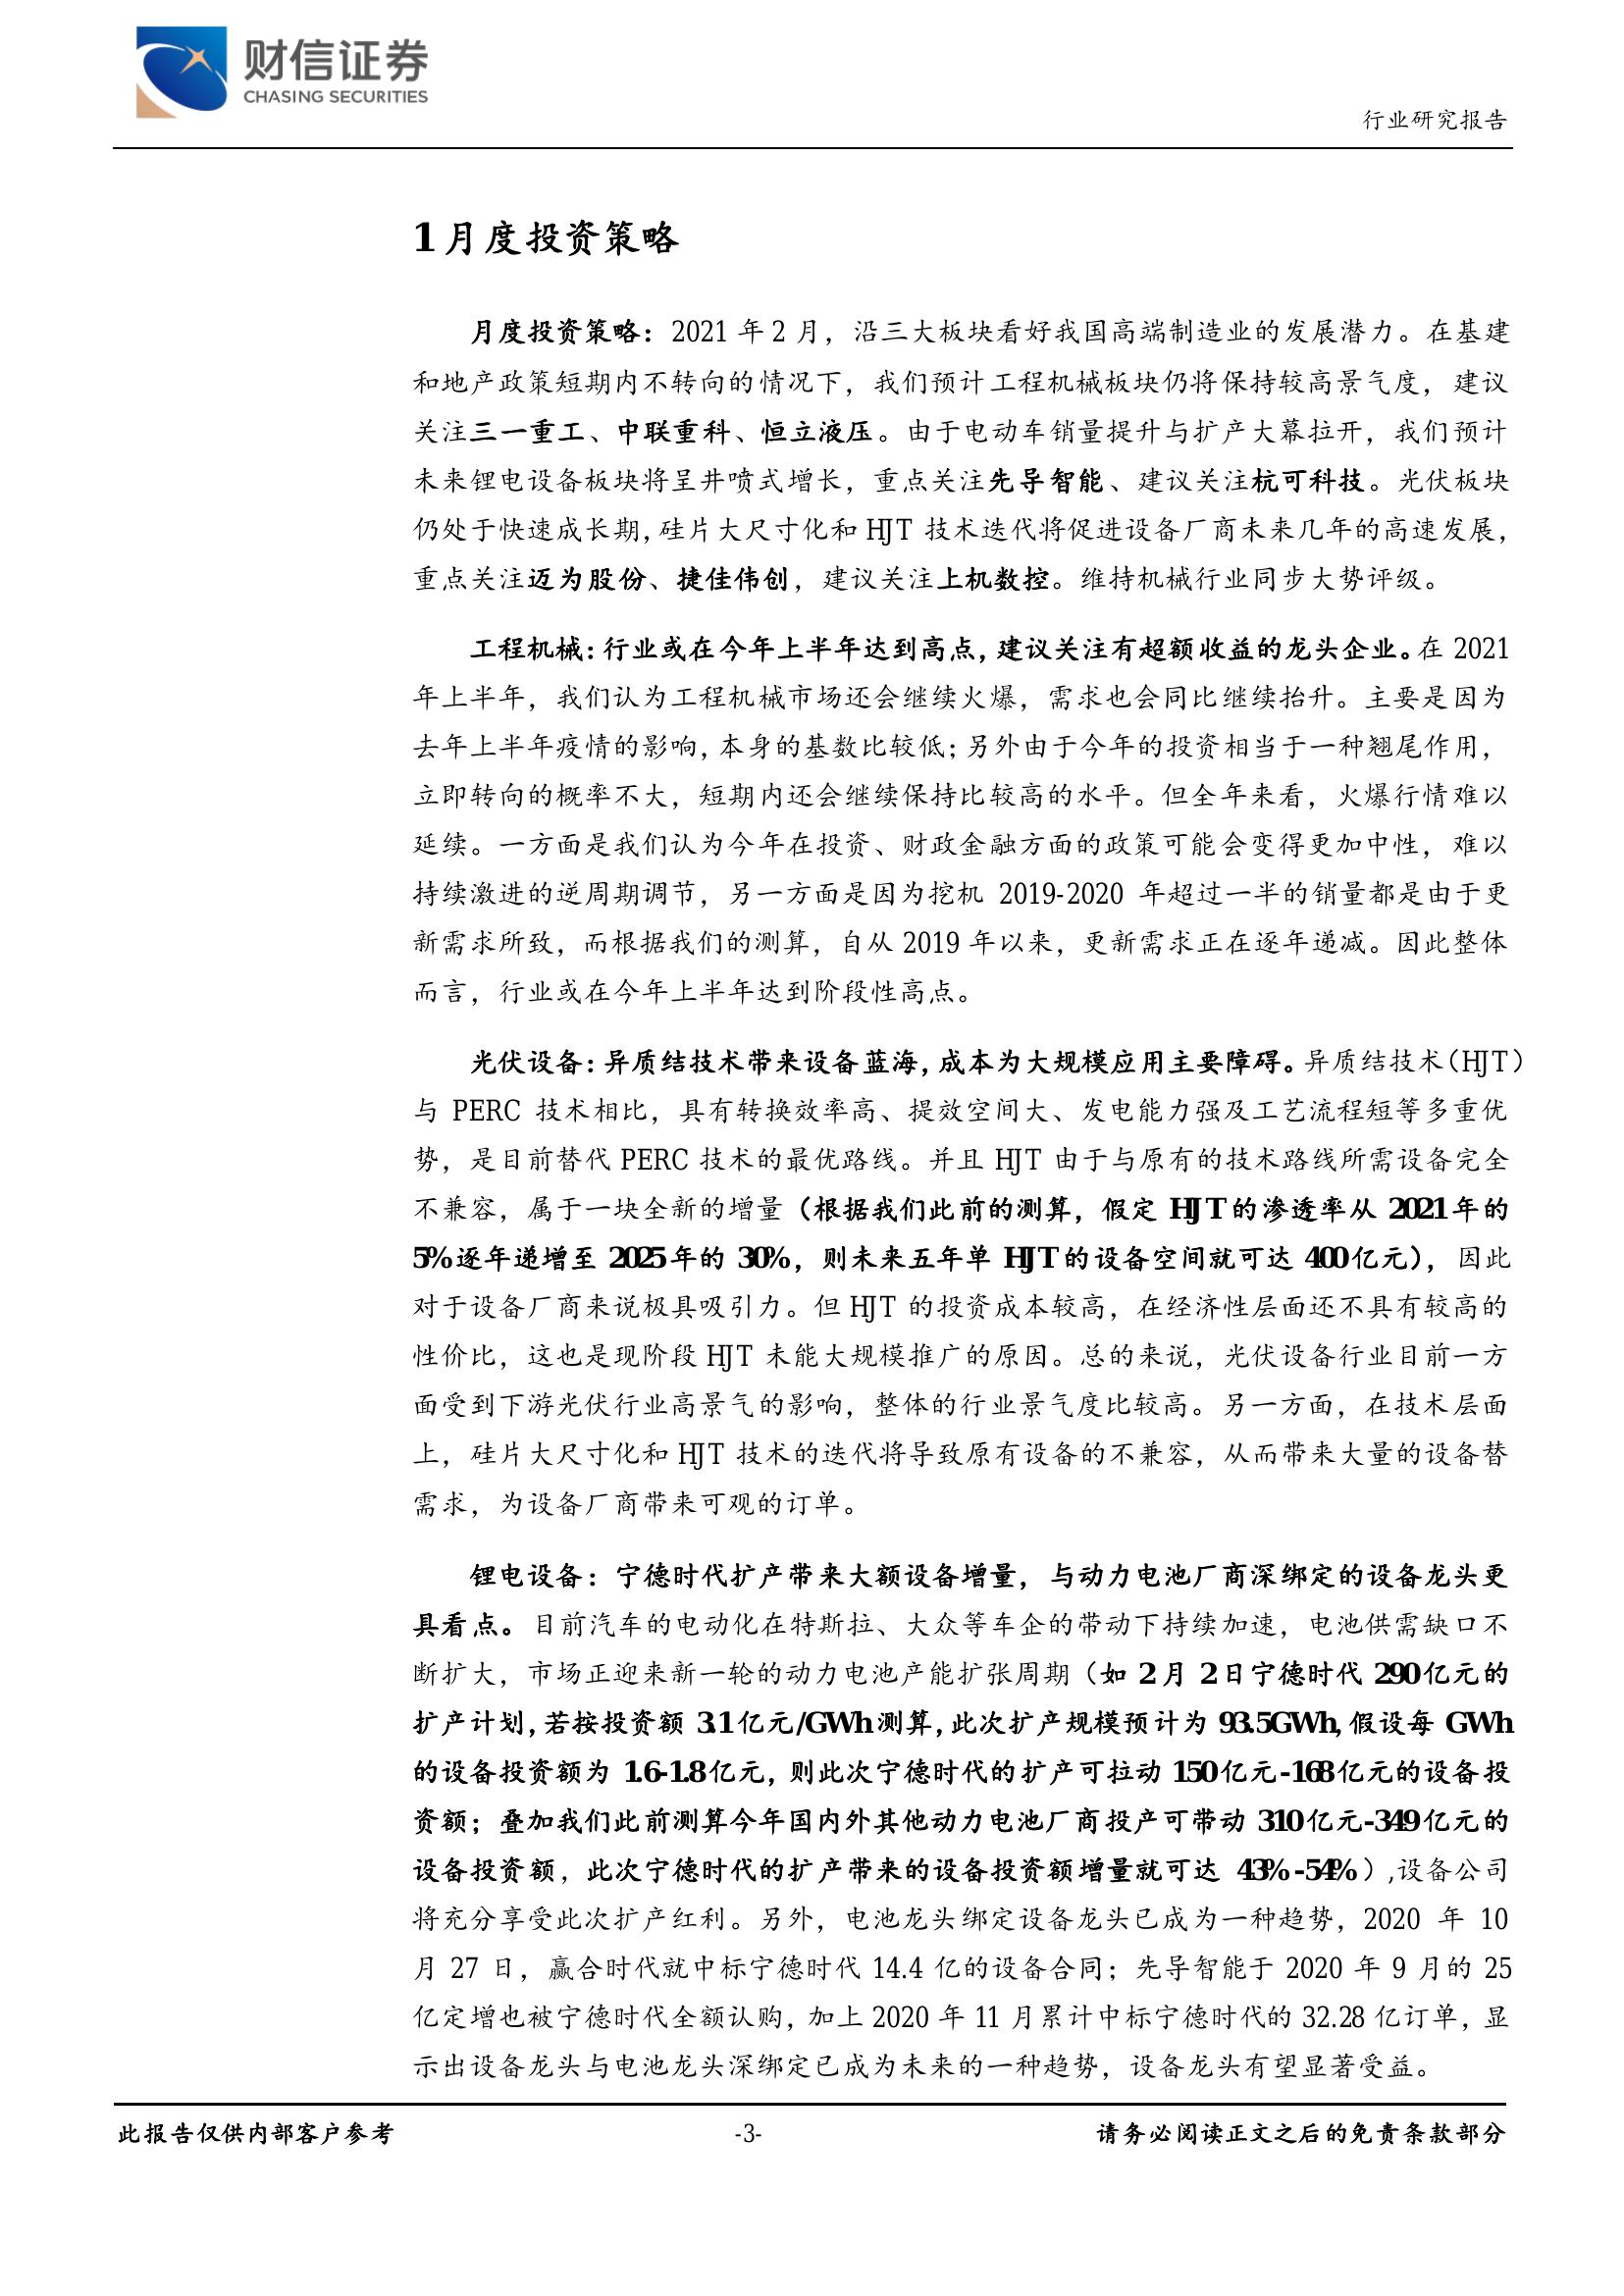 财信证券
CHASING SECURITIES
行业研究报告
1 月度投资策略
月度投资策略：2021 年 2 月，沿三大板块看好我国高端制造业的发展潜力。在基建
和地产政策短期内不转向的情况下，我们预计工程机械板块仍将保持较高景气度，建议
关注三一重工、中联重科、恒立液压。由于电动车销量提升与扩产大幕拉开，我们预计
未来锂电设备板块将呈井喷式增长，重点关注先导智能、建议关注杭可科技。光伏板块
仍处于快速成长期，硅片大尺寸化和 HJT 技术迭代将促进设备厂商未来几年的高速发展，
重点关注迈为股份、捷佳伟创，建议关注上机数控。维持机械行业同步大势评级。
工程机械：行业或在今年上半年达到高点，建议关注有超额收益的龙头企业。在 2021
年上半年，我们认为工程机械市场还会继续火爆，需求也会同比继续抬升。主要是因为
去年上半年疫情的影响，本身的基数比较低；另外由于今年的投资相当于一种翘尾作用，
立即转向的概率不大，短期内还会继续保持比较高的水平。但全年来看，火爆行情难以
延续。一方面是我们认为今年在投资、财政金融方面的政策可能会变得更加中性，难以
持续激进的逆周期调节，另一方面是因为挖机 2019-2020 年超过一半的销量都是由于更
新需求所致，而根据我们的测算，自从 2019 年以来，更新需求正在逐年递减。因此整体
而言，行业或在今年上半年达到阶段性高点。
光伏设备：异质结技术带来设备蓝海，成本为大规模应用主要障碍。异质结技术（HJT）
与 PERC 技术相比，具有转换效率高、提效空间大、发电能力强及工艺流程短等多重优
势，是目前替代 PERC 技术的最优路线。并且 HJT 由于与原有的技术路线所需设备完全
不兼容，属于一块全新的增量（根据我们此前的测算，假定 HJT 的渗透率从 2021 年的
5%逐年递增至 2025 年的 30%，则未来五年单 HJT 的设备空间就可达 400 亿元），因此
对于设备厂商来说极具吸引力。但 HJT 的投资成本较高，在经济性层面还不具有较高的
性价比，这也是现阶段 HJT 未能大规模推广的原因。总的来说，光伏设备行业目前一方
面受到下游光伏行业高景气的影响，整体的行业景气度比较高。另一方面，在技术层面
上，硅片大尺寸化和 HJT 技术的迭代将导致原有设备的不兼容，从而带来大量的设备替
需求，为设备厂商带来可观的订单。
锂电设备：宁德时代扩产带来大额设备增量，与动力电池厂商深绑定的设备龙头更
具看点。目前汽车的电动化在特斯拉、大众等车企的带动下持续加速，电池供需缺口不
断扩大，市场正迎来新一轮的动力电池产能扩张周期（如 2 月 2 日宁德时代 290 亿元的
扩产计划，若按投资额 3.1 亿元/GWh 测算，此次扩产规模预计为 93.5GWh，假设每 GWh
的设备投资额为 1.6-1.8 亿元，则此次宁德时代的扩产可拉动 150 亿元-168 亿元的设备投
资额；叠加我们此前测算今年国内外其他动力电池厂商投产可带动 310 亿元-349 亿元的
设备投资额，此次宁德时代的扩产带来的设备投资额增量就可达 43%-54%）,设备公司
将充分享受此次扩产红利。另外，电池龙头绑定设备龙头已成为一种趋势，2020 年 10
月 27 日，赢合时代就中标宁德时代 14.4 亿的设备合同；先导智能于 2020 年 9 月的 25
亿定增也被宁德时代全额认购，加上 2020 年 11 月累计中标宁德时代的 32.28 亿订单，显
示出设备龙头与电池龙头深绑定已成为未来的一种趋势，设备龙头有望显著受益。
此报告仅供内部客户参考
-3-
请务必阅读正文之后的免责条款部分